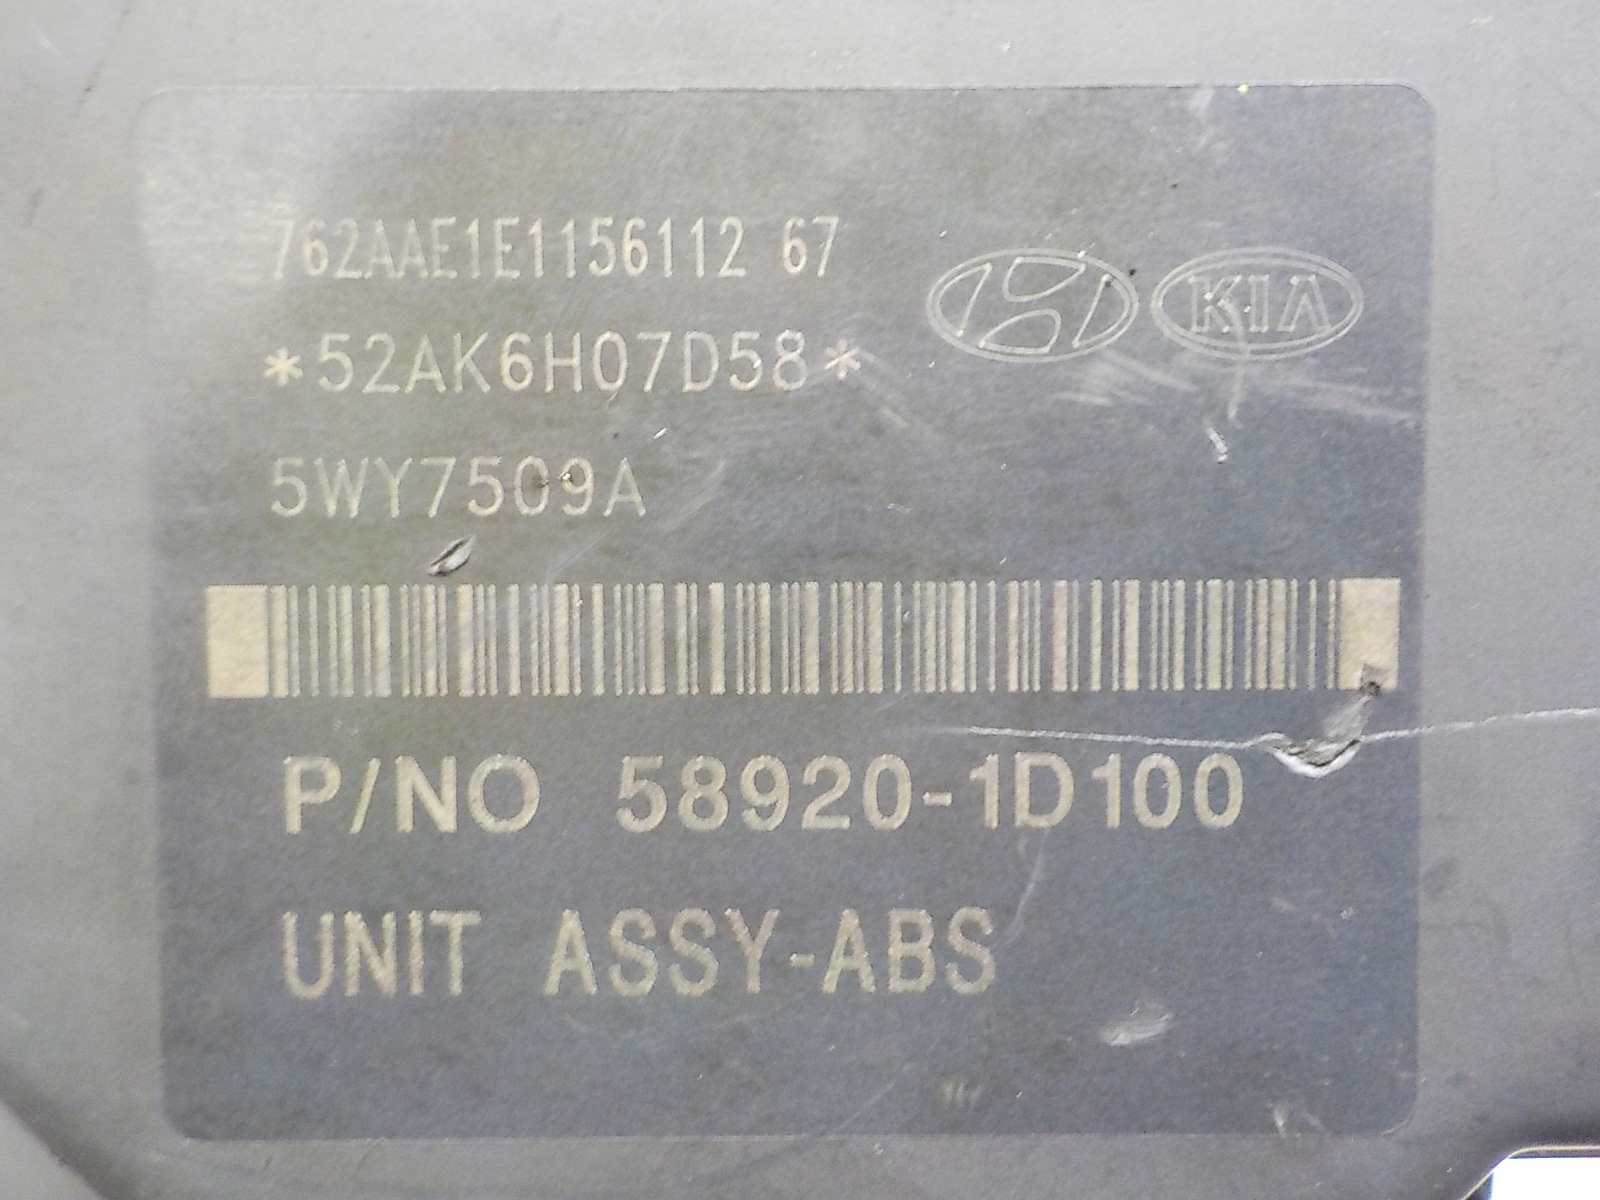 762AAE1E1156112 67
*52AK6H07D58*
KIA
5WY7509A
P/NO 58920-1D100
UNIT ASSY-ABS